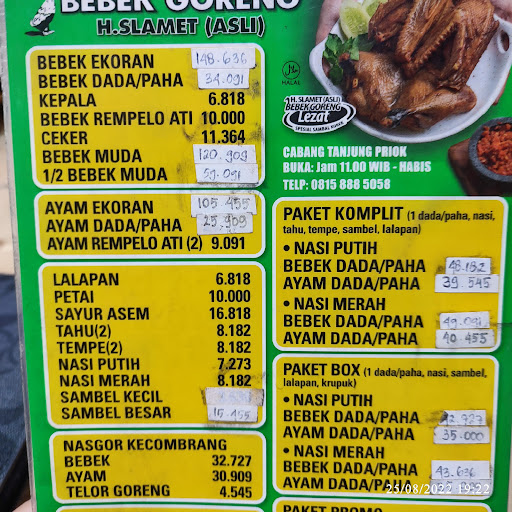 BEBEK GORENG
H.SLAMET (ASLI)
BEBEK EKORAN 148.636
BEBEK DADA/PAHA 34.091
KEPALA 6.818
BEBEK REMPELO ATI 10.000
CEKER 11.364
BEBEK MUDA 120.909
1/2 BEBEK MUDA 59.091
AYAM EKORAN 105.455
AYAM DADA/PAHA 25.909
AYAM REMPELO ATI (2) 9.091
LALAPAN 6.818
PETAI 10.000
SAYUR ASEM 16.818
TAHU(2) 8.182
TEMPE(2) 8.182
NASI PUTIH 7.273
NASI MERAH 8.182
SAMBEL KECIL
SAMBEL BESAR 15.455
NASGOR KECOMBRANG
BEBEK 32.727
AYAM 30.909
TELOR GORENG 4.545
HALAL
H. SLAMET (ASLI)
BEBEK GORENG
Lezat
SPESIAL SAMBAL KOREK
CABANG TANJUNG PRIOK
BUKA: Jam 11.00 WIB - HABIS
TELP: 0815 888 5058
PAKET KOMPLIT (1 dada/paha, nasi,
tahu, tempe, sambel, lalapan)
• NASI PUTIH
BEBEK DADA/PAHA 48.182
AYAM DADA/PAHA 39.545
• NASI MERAH
BEBEK DADA/PAHA 49.091
AYAM DADA/PAHA 40.455
PAKET BOX (1 dada/paha, nasi, sambel,
lalapan, krupuk)
• NASI PUTIH
BEBEK DADA/PAHA
AYAM DADA/PAHA 35.000
• NASI MERAH
BEBEK DADA/PAHA 43.636
AYAM DADA/PAHA
25/08/2022 19:22
PAKET PROMO